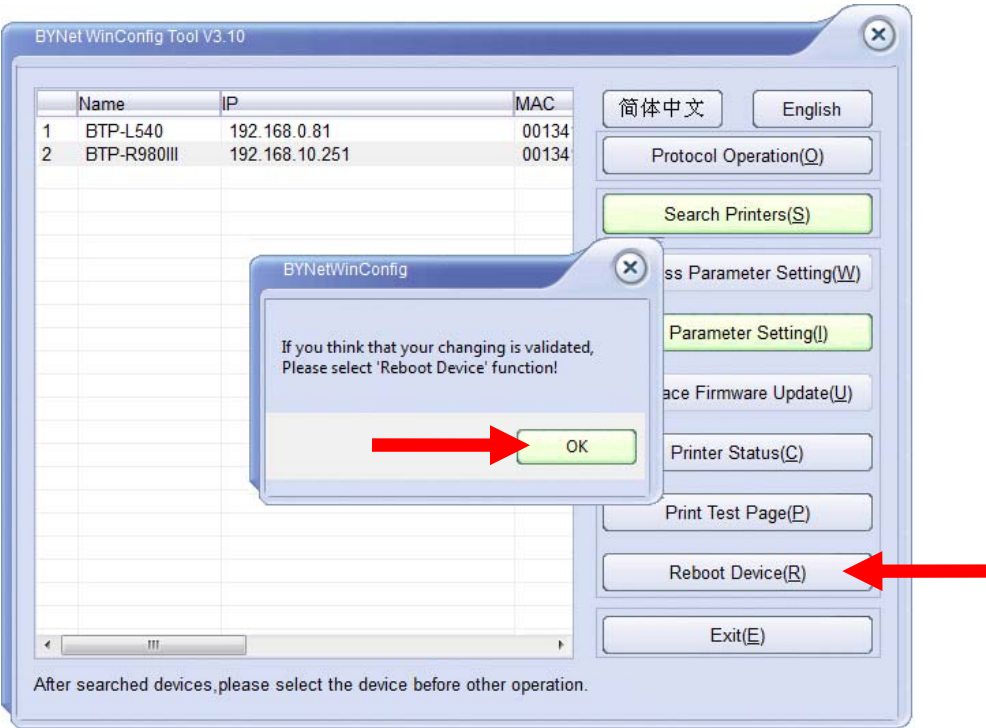 BYNet WinConfig Tool V3.10
Name IP MAC
1 BTP-L540 192.168.0.81 00134
2 BTP-R980III 192.168.10.251 00134
简体中文 English
Protocol Operation(O)
Search Printers(S)
BYNetWinConfig
ss Parameter Setting(W)
If you think that your changing is validated,
Please select 'Reboot Device' function!
OK
Parameter Setting(I)
ace Firmware Update(U)
Printer Status(C)
Print Test Page(P)
Reboot Device(R)
Exit(E)
After searched devices,please select the device before other operation.